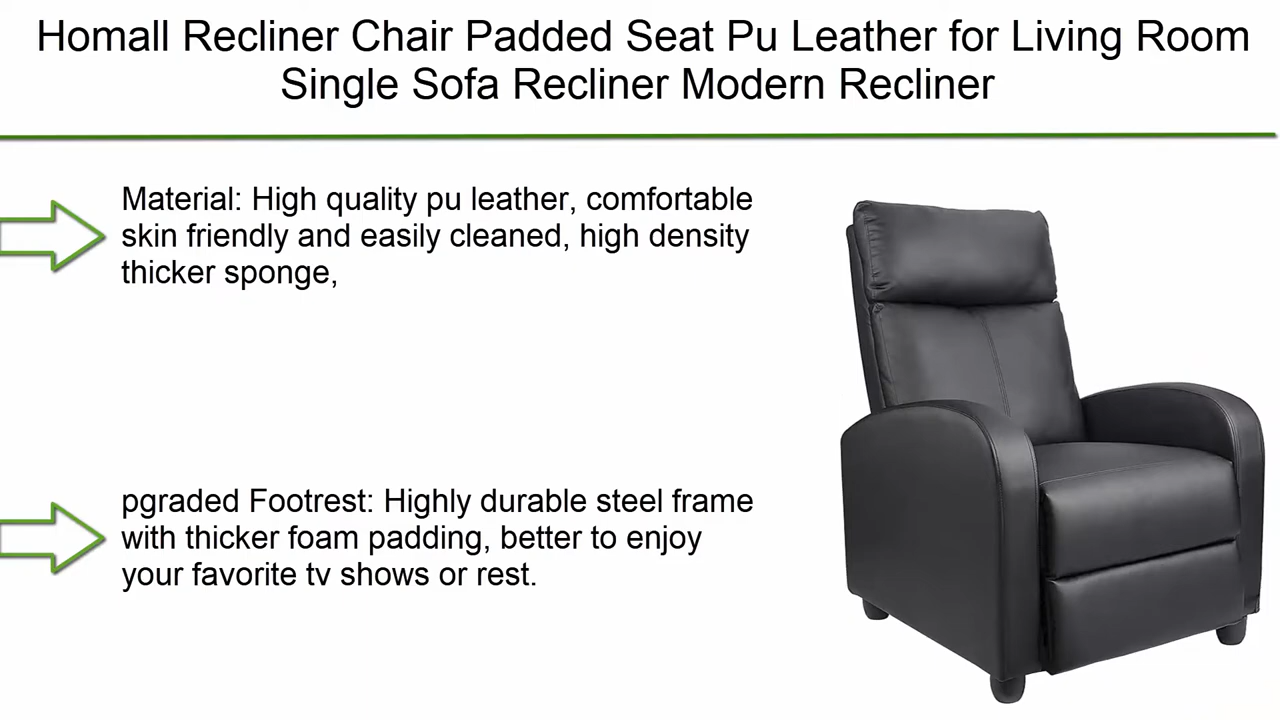 Homall Recliner Chair Padded Seat Pu Leather for Living Room
Single Sofa Recliner Modern Recliner
Material: High quality pu leather, comfortable
skin friendly and easily cleaned, high density
thicker sponge,
pgraded Footrest: Highly durable steel frame
with thicker foam padding, better to enjoy
your favorite tv shows or rest.